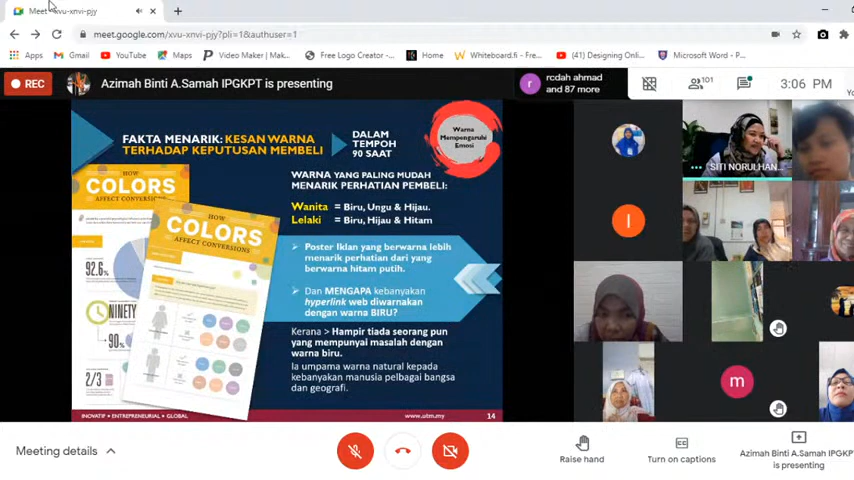 Meet - xvu-xnvi-pjy
meet.google.com/xvu-xnvi-pjy?pli=1&authuser=1
Apps
Gmail
YouTube
Maps
Video Maker | Mak...
Free Logo Creator -...
Home
Whiteboard.fi - Fre...
(41) Designing Onli...
Microsoft Word - P...
REC
Azimah Binti A.Samah IPGKPT is presenting
r
rcdah ahmad
and 87 more
101
3:06 PM
Yo
FAKTA MENARIK: KESAN WARNA
TERHADAP KEPUTUSAN MEMBELI
DALAM
TEMPOH
90 SAAT
Warna
Mempengaruhi
Emosi
HOW
COLORS
AFFECT CONVERSIONS
HOW
COLORS
AFFECT CONVERSIONS
92.6%
NINETY
90%
2/3
WARNA YANG PALING MUDAH
MENARIK PERHATIAN PEMBELI:
Wanita = Biru, Ungu & Hijau.
Lelaki = Biru, Hijau & Hitam
Poster Iklan yang berwarna lebih
menarik perhatian dari yang
berwarna hitam putih.
Dan MENGAPA kebanyakan
hyperlink web diwarnakan
dengan warna BIRU?
Kerana > Hampir tiada seorang pun
yang mempunyai masalah dengan
warna biru.
Ia umpama warna natural kepada
kebanyakan manusia pelbagai bangsa
dan geografi.
INOVATIF • ENTREPRENEURIAL • GLOBAL
www.utm.my
14
SITI NORULHAN...
I
m
Meeting details
Raise hand
Turn on captions
Azimah Binti A.Samah IPGKP
is presenting